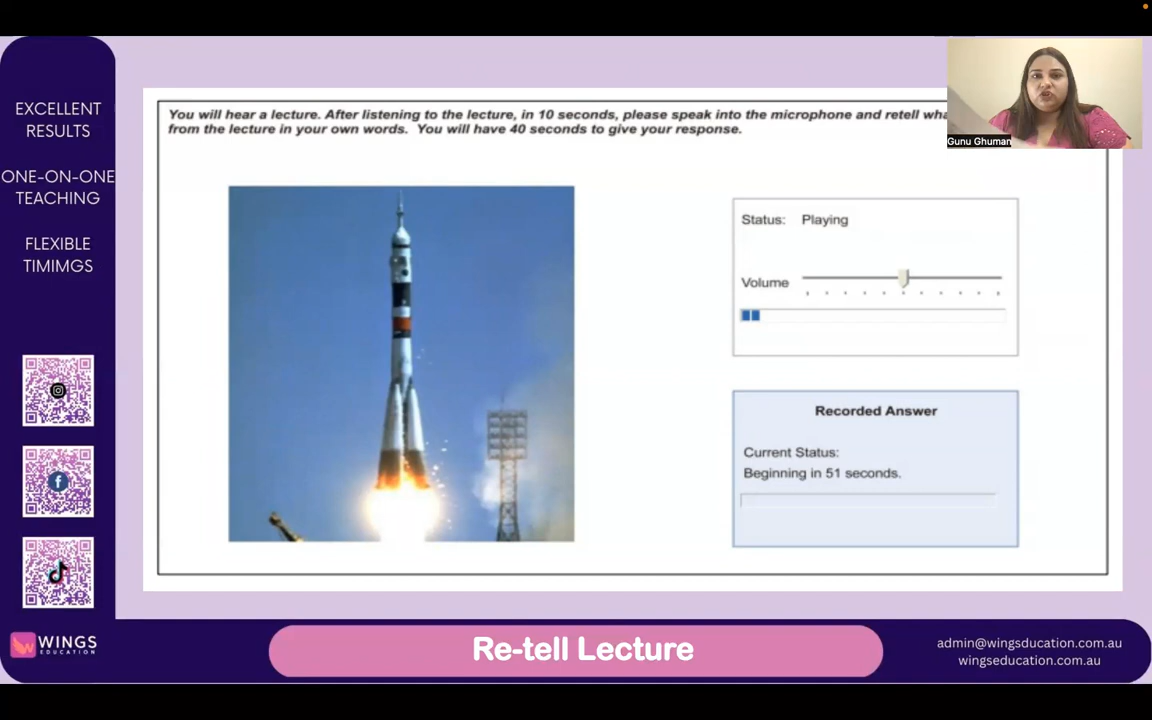 EXCELLENT
RESULTS
ONE-ON-ONE
TEACHING
FLEXIBLE
TIMIMGS
WINGS
EDUCATION
You will hear a lecture. After listening to the lecture, in 10 seconds, please speak into the microphone and retell
from the lecture in your own words. You will have 40 seconds to give your response.
Gunu Ghuman
Status: Playing
Volume
Recorded Answer
Current Status:
Beginning in 51 seconds.
Re-tell Lecture
admin@wingsducation.com.au
wingseducation.com.au